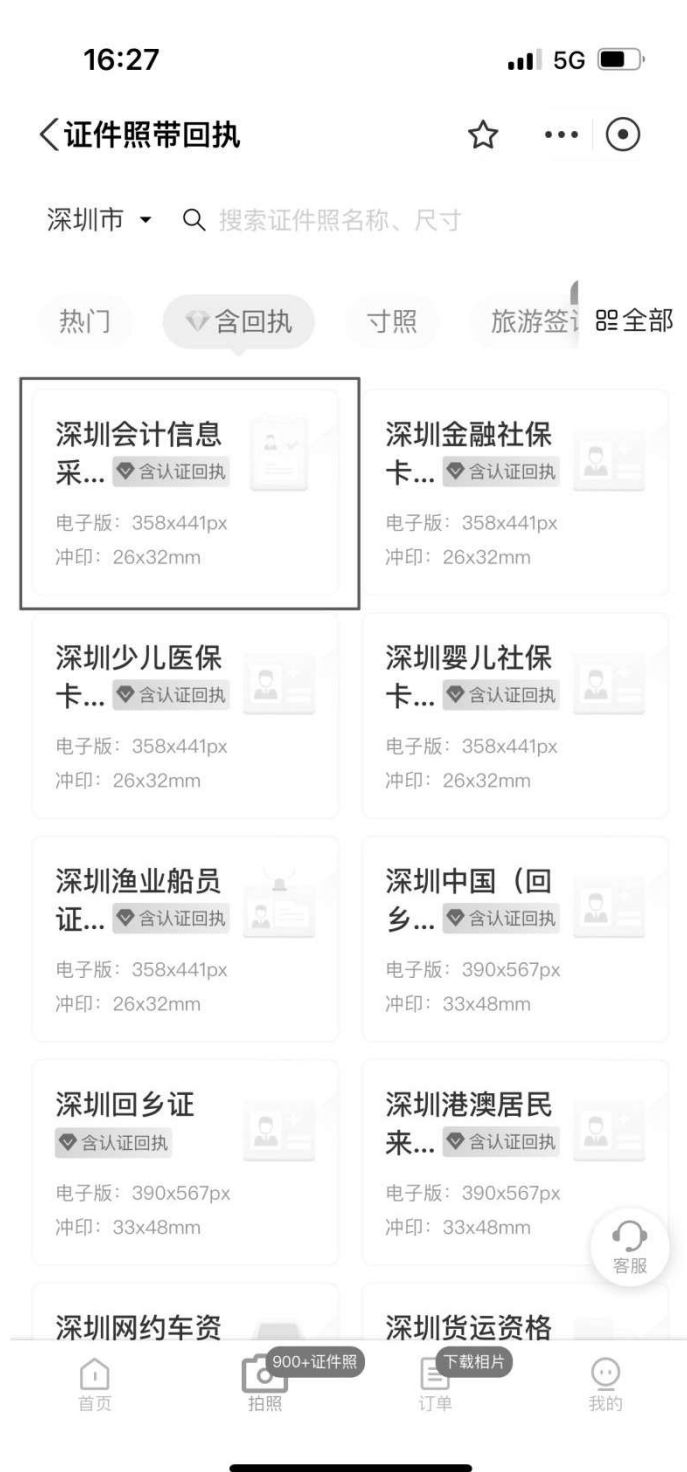 16:27
5G
证件照带回执
深圳市
搜索证件照名称、尺寸
热门
含回执
寸照
旅游签证
全部
深圳会计信息
采... 含认证回执
电子版：358x441px
冲印：26x32mm
深圳金融社保
卡... 含认证回执
电子版：358x441px
冲印：26x32mm
深圳少儿医保
卡... 含认证回执
电子版：358x441px
冲印：26x32mm
深圳婴儿社保
卡... 含认证回执
电子版：358x441px
冲印：26x32mm
深圳渔业船员
证... 含认证回执
电子版：358x441px
冲印：26x32mm
深圳中国（回
乡... 含认证回执
电子版：390x567px
冲印：33x48mm
深圳回乡证
含认证回执
电子版：390x567px
冲印：33x48mm
深圳港澳居民
来... 含认证回执
电子版：390x567px
冲印：33x48mm
客服
深圳网约车资
深圳货运资格
900+证件照
下载相片
首页
拍照
订单
我的